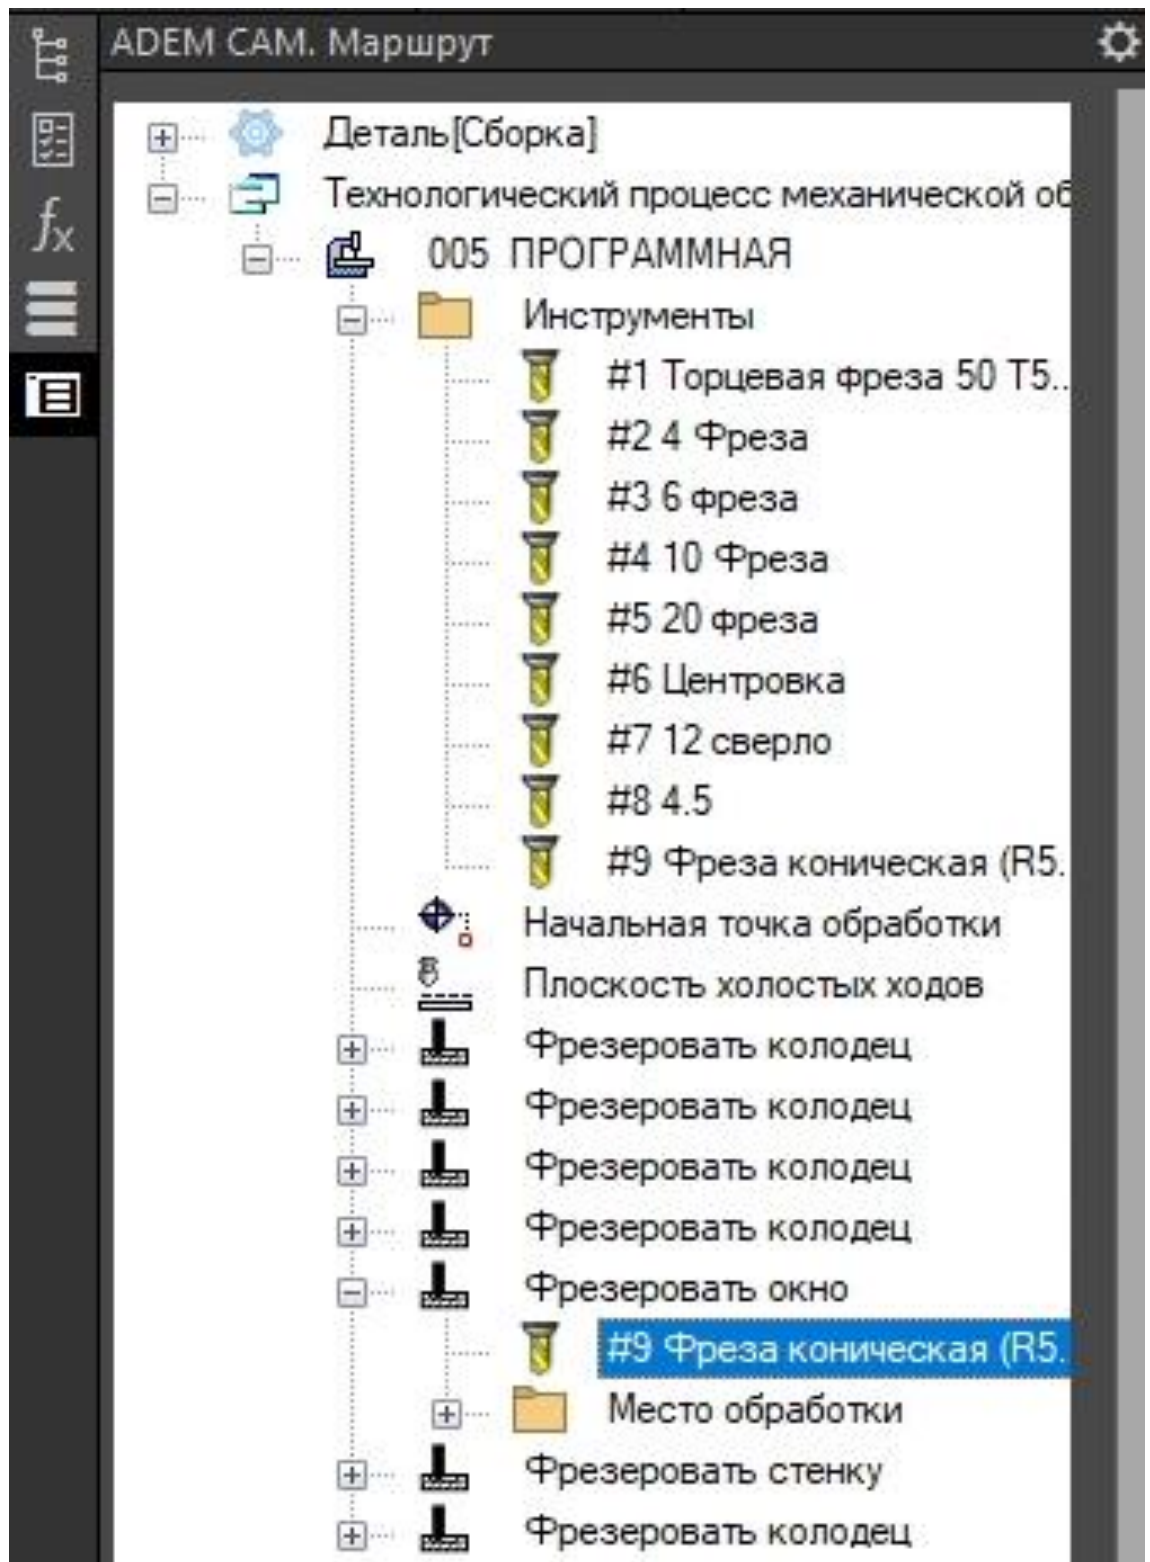 ADEM CAM. Маршрут
Деталь[Сборка]
Технологический процесс механической об
005 ПРОГРАММНАЯ
Инструменты
#1 Торцевая фреза 50 Т5..
#2 4 Фреза
#3 6 фреза
#4 10 Фреза
#5 20 фреза
#6 Центровка
#7 12 сверло
#8 4.5
#9 Фреза коническая (R5.
Начальная точка обработки
Плоскость холостых ходов
Фрезеровать колодец
Фрезеровать колодец
Фрезеровать колодец
Фрезеровать колодец
Фрезеровать окно
#9 Фреза коническая (R5.
Место обработки
Фрезеровать стенку
Фрезеровать колодец